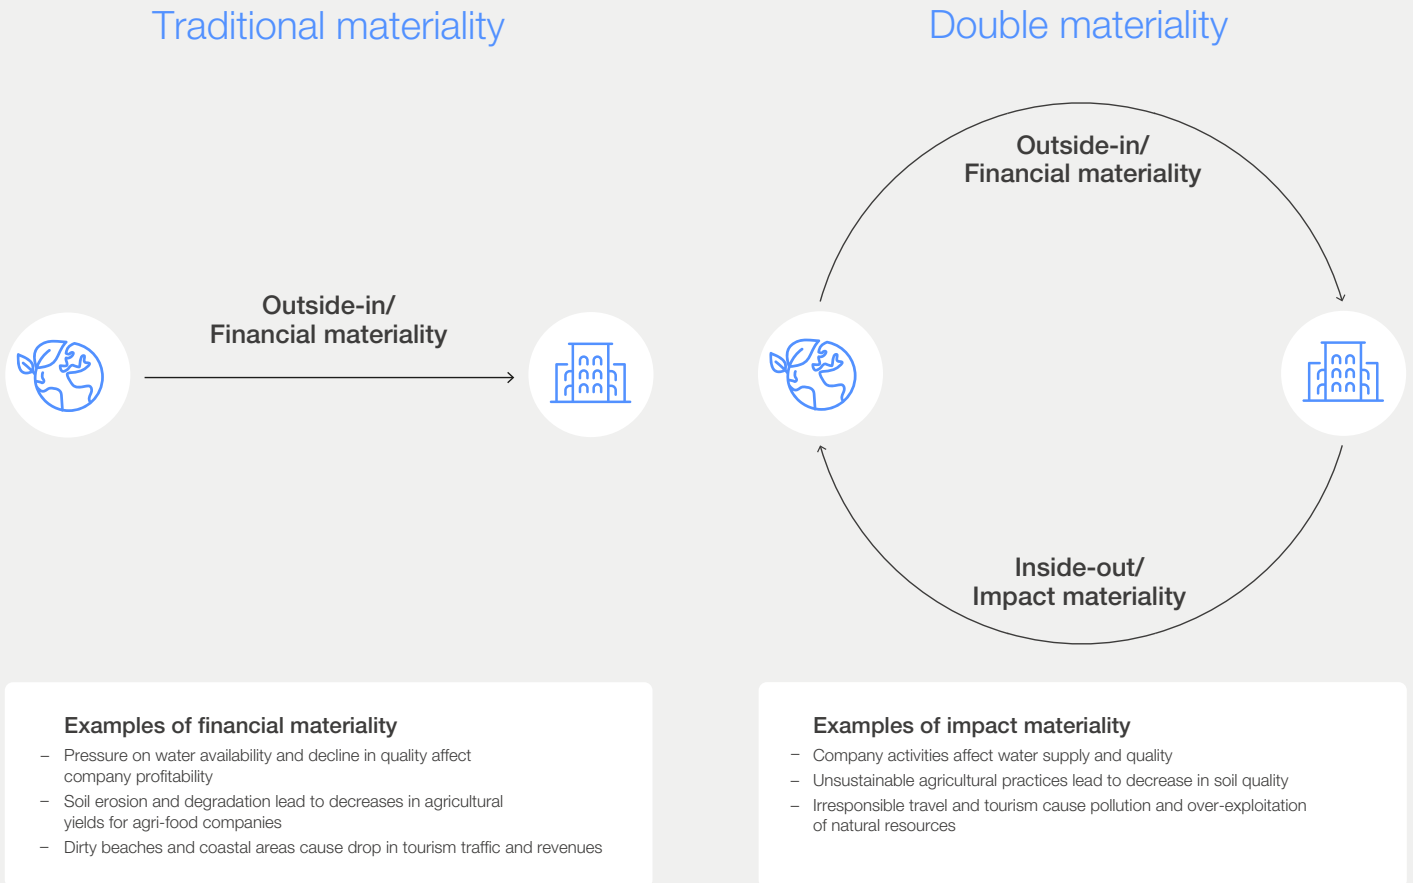 Traditional materiality
Outside-in/
Financial materiality
Examples of financial materiality
– Pressure on water availability and decline in quality affect
company profitability
– Soil erosion and degradation lead to decreases in agricultural
yields for agri-food companies
– Dirty beaches and coastal areas cause drop in tourism traffic and revenues
Double materiality
Outside-in/
Financial materiality
Inside-out/
Impact materiality
Examples of impact materiality
– Company activities affect water supply and quality
– Unsustainable agricultural practices lead to decrease in soil quality
– Irresponsible travel and tourism cause pollution and over-exploitation
of natural resources